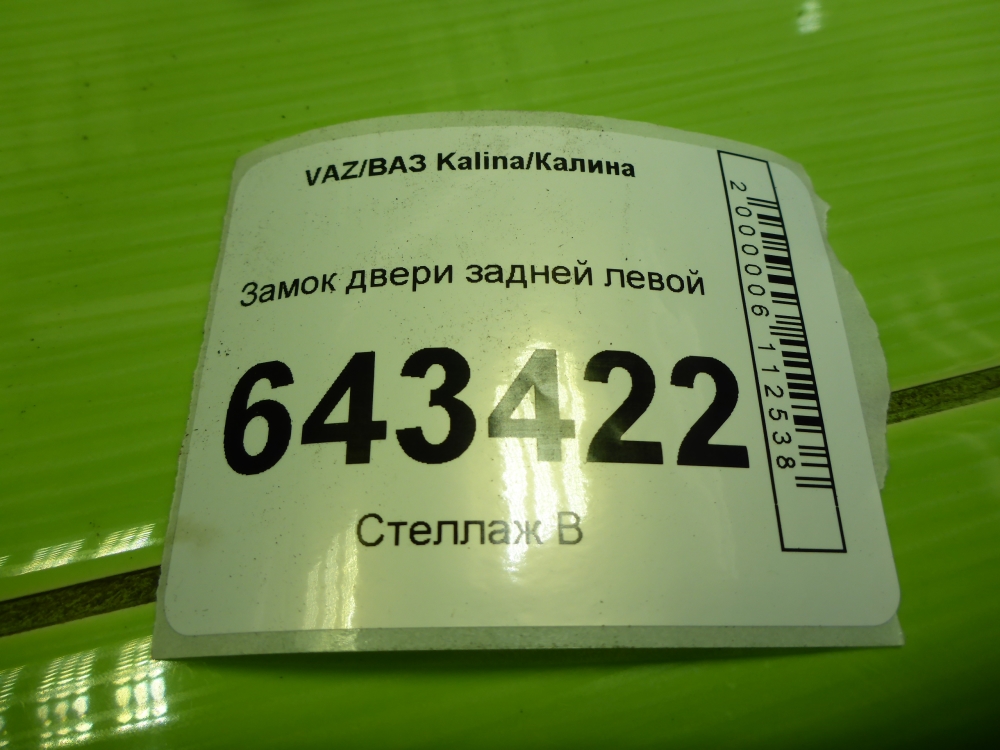 VAZ/ВАЗ Kalina/Калина
Замок двери задней левой
643422
Стеллаж В
2000006112538